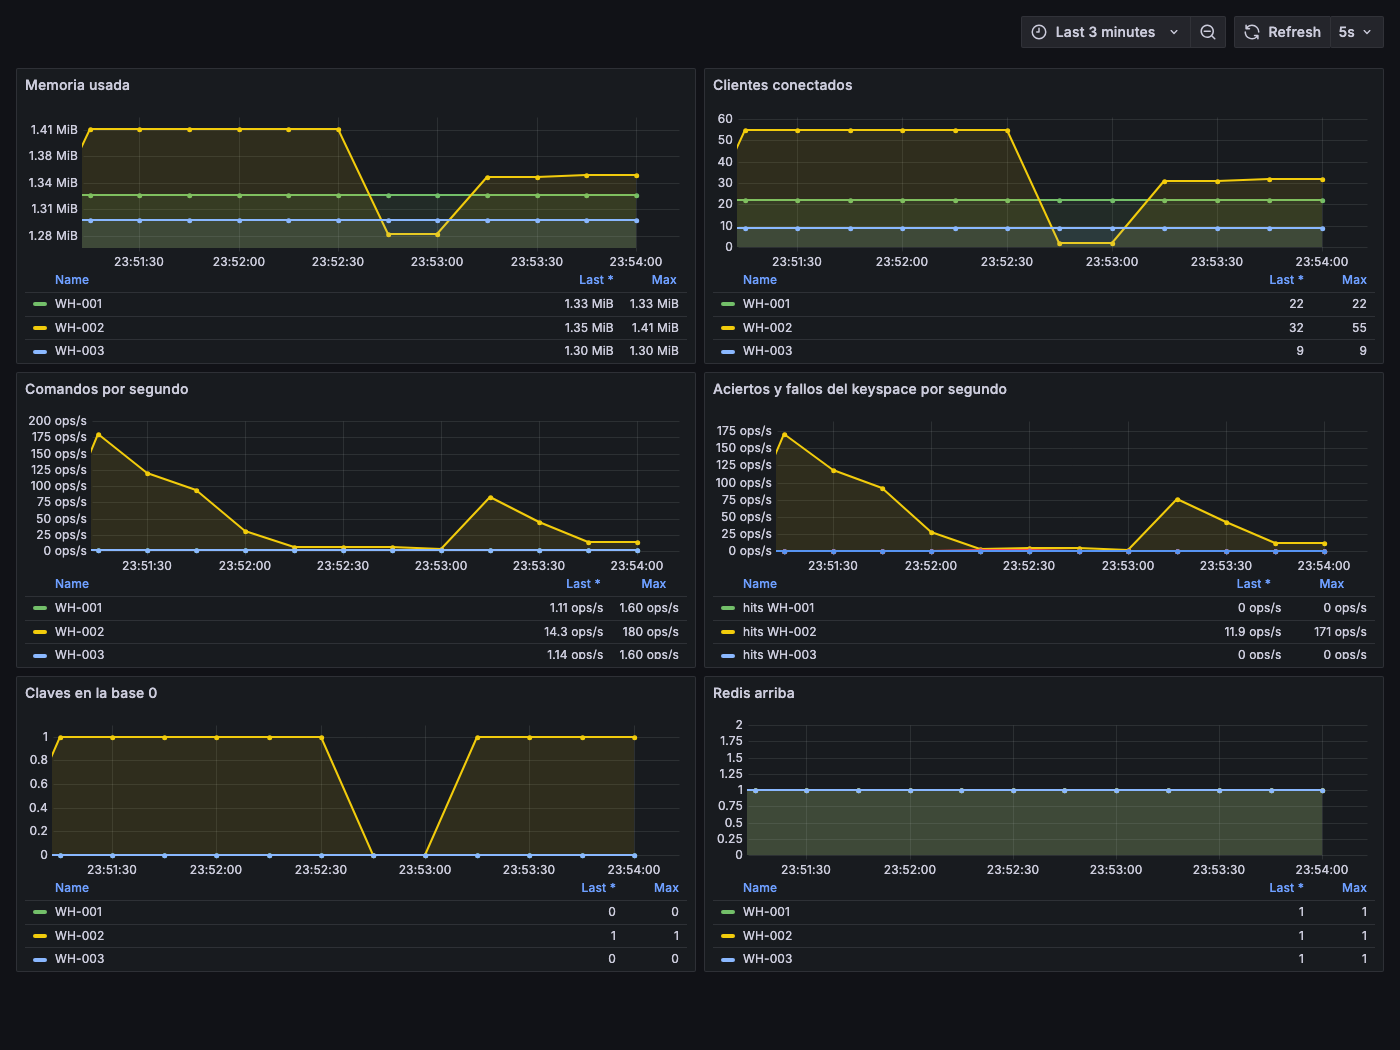 Last 3 minutes
Refresh 5s
Memoria usada
1.41 MiB
1.38 MiB
1.34 MiB
1.31 MiB
1.28 MiB
23:51:30 23:52:00 23:52:30 23:53:00 23:53:30 23:54:00
Name Last * Max
WH-001 1.33 MiB 1.33 MiB
WH-002 1.35 MiB 1.41 MiB
WH-003 1.30 MiB 1.30 MiB
Clientes conectados
60
50
40
30
20
10
0
23:51:30 23:52:00 23:52:30 23:53:00 23:53:30 23:54:00
Name Last * Max
WH-001 22 22
WH-002 32 55
WH-003 9 9
Comandos por segundo
200 ops/s
175 ops/s
150 ops/s
125 ops/s
100 ops/s
75 ops/s
50 ops/s
25 ops/s
0 ops/s
23:51:30 23:52:00 23:52:30 23:53:00 23:53:30 23:54:00
Name Last * Max
WH-001 1.11 ops/s 1.60 ops/s
WH-002 14.3 ops/s 180 ops/s
WH-003 1.14 ops/s 1.60 ops/s
Aciertos y fallos del keyspace por segundo
175 ops/s
150 ops/s
125 ops/s
100 ops/s
75 ops/s
50 ops/s
25 ops/s
0 ops/s
23:51:30 23:52:00 23:52:30 23:53:00 23:53:30 23:54:00
Name Last * Max
hits WH-001 0 ops/s 0 ops/s
hits WH-002 11.9 ops/s 171 ops/s
hits WH-003 0 ops/s 0 ops/s
Claves en la base 0
1
0.8
0.6
0.4
0.2
0
23:51:30 23:52:00 23:52:30 23:53:00 23:53:30 23:54:00
Name Last * Max
WH-001 0 0
WH-002 1 1
WH-003 0 0
Redis arriba
2
1.75
1.5
1.25
1
0.75
0.5
0.25
0
23:51:30 23:52:00 23:52:30 23:53:00 23:53:30 23:54:00
Name Last * Max
WH-001 1 1
WH-002 1 1
WH-003 1 1